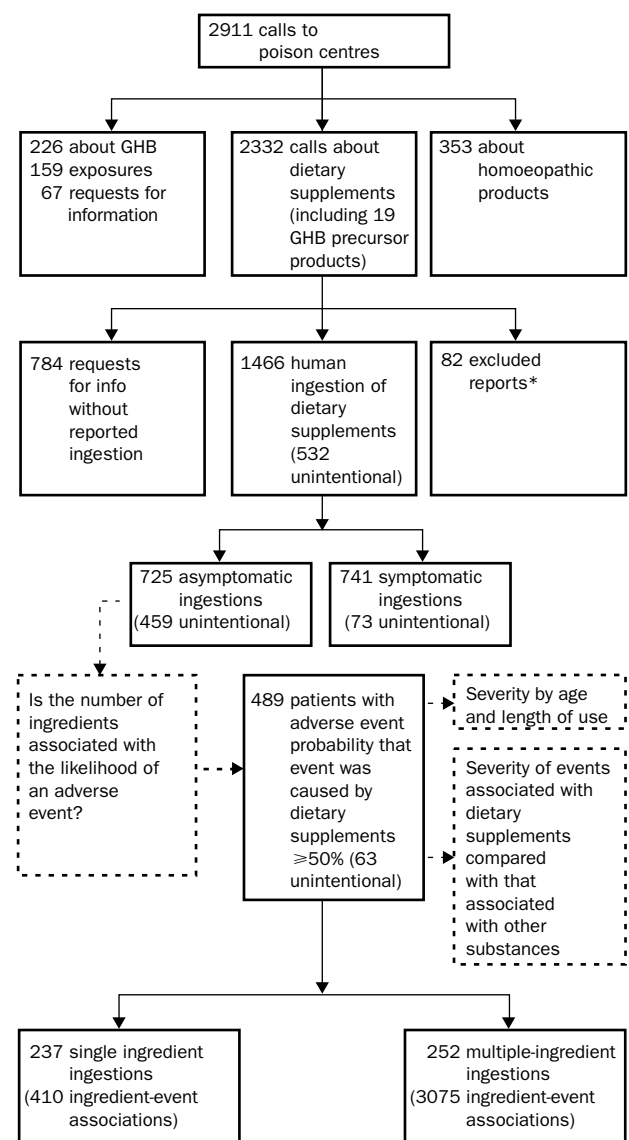 2911 calls to
poison centres
226 about GHB
159 exposures
67 requests for
information
2332 calls about
dietary
supplements
(including 19
GHB precursor
products)
353 about
homoeopathic
products
784 requests
for info
without
reported
ingestion
1466 human
ingestion of
dietary
supplements
(532
unintentional)
82 excluded
reports*
725 asymptomatic
ingestions
(459 unintentional)
741 symptomatic
ingestions
(73 unintentional)
Is the number of
ingredients
associated with
the likelihood of
an adverse
event?
489 patients with
adverse event
probability that
event was
caused by
dietary
supplements
⩾50% (63
unintentional)
Severity by age
and length of use
Severity of events
associated with
dietary
supplements
compared
with that
associated
with other
substances
237 single ingredient
ingestions
(410 ingredient-event
associations)
252 multiple-ingredient
ingestions
(3075 ingredient-event
associations)